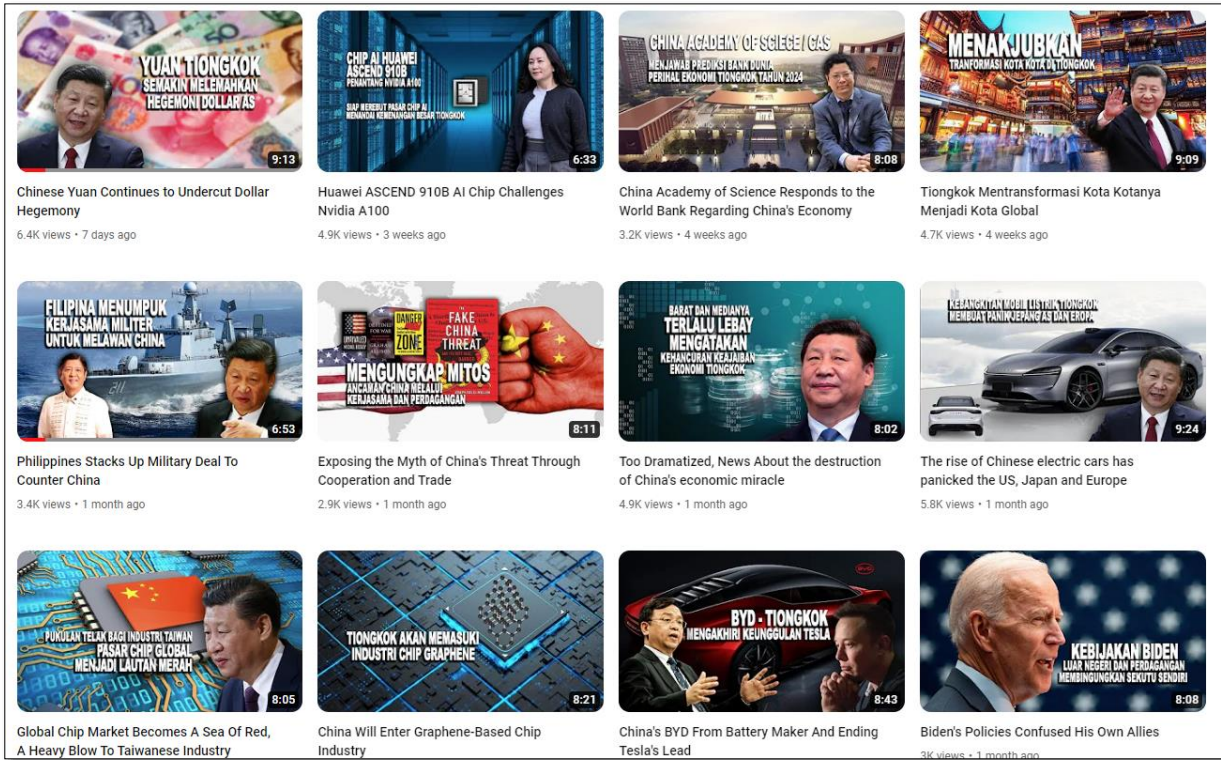 YUAN TIONGKOK
SEMAKIN MELEMAHKAN
HEGEMONI DOLLAR AS
9:13
Chinese Yuan Continues to Undercut Dollar
Hegemony
6.4K views • 7 days ago
CHIP AI HUAWEI
ASCEND 910B
PENANTANG NVIDIA A100
SIAP MEREBUT PASAR CHIP AI
MENANDAI KEMENANGAN BESAR TIONGKOK
6:33
Huawei ASCEND 910B AI Chip Challenges
Nvidia A100
4.9K views • 3 weeks ago
CHINA ACADEMY OF SCIECE / CAS
MENJAWAB PREDIKSI BANK DUNIA
PERIHAL EKONOMI TIONGKOK TAHUN 2024
8:08
China Academy of Science Responds to the
World Bank Regarding China's Economy
3.2K views • 4 weeks ago
MENAKJUBKAN
TRANFORMASI KOTA KOTA DI TIONGKOK
9:09
Tiongkok Mentransformasi Kota Kotanya
Menjadi Kota Global
4.7K views • 4 weeks ago
FILIPINA MENUMPUK
KERJASAMA MILITER
UNTUK MELAWAN CHINA
6:53
Philippines Stacks Up Military Deal To
Counter China
3.4K views • 1 month ago
DANGER
ZONE
FAKE
CHINA
THREAT
MENGUNGKAP MITOS
ANCAMAN CHINA MELALUI
KERJASAMA DAN PERDAGANGAN
8:11
Exposing the Myth of China's Threat Through
Cooperation and Trade
2.9K views • 1 month ago
BARAT DAN MEDIANYA
TERLALU LEBAY
MENGATAKAN
KEHANCURAN KEAJAIBAN
EKONOMI TIONGKOK
8:02
Too Dramatized, News About the destruction
of China's economic miracle
4.9K views • 1 month ago
KEBANGKITAN MOBIL LISTRIK TIONGKOK
MEMBUAT PANIK JEPANG AS DAN EROPA
9:24
The rise of Chinese electric cars has
panicked the US, Japan and Europe
5.8K views • 1 month ago
PUKULAN TELAK BAGI INDUSTRI TAIWAN
PASAR CHIP GLOBAL
MENJADI LAUTAN MERAH
8:05
Global Chip Market Becomes A Sea Of Red,
A Heavy Blow To Taiwanese Industry
TIONGKOK AKAN MEMASUKI
INDUSTRI CHIP GRAPHENE
8:21
China Will Enter Graphene-Based Chip
Industry
BYD
BYD - TIONGKOK
MENGAKHIRI KEUNGGULAN TESLA
8:43
China's BYD From Battery Maker And Ending
Tesla's Lead
KEBIJAKAN BIDEN
LUAR NEGERI DAN PERDAGANGAN
MEMBINGUNGKAN SEKUTU SENDIRI
8:08
Biden's Policies Confused His Own Allies
3K views • 1 month ago